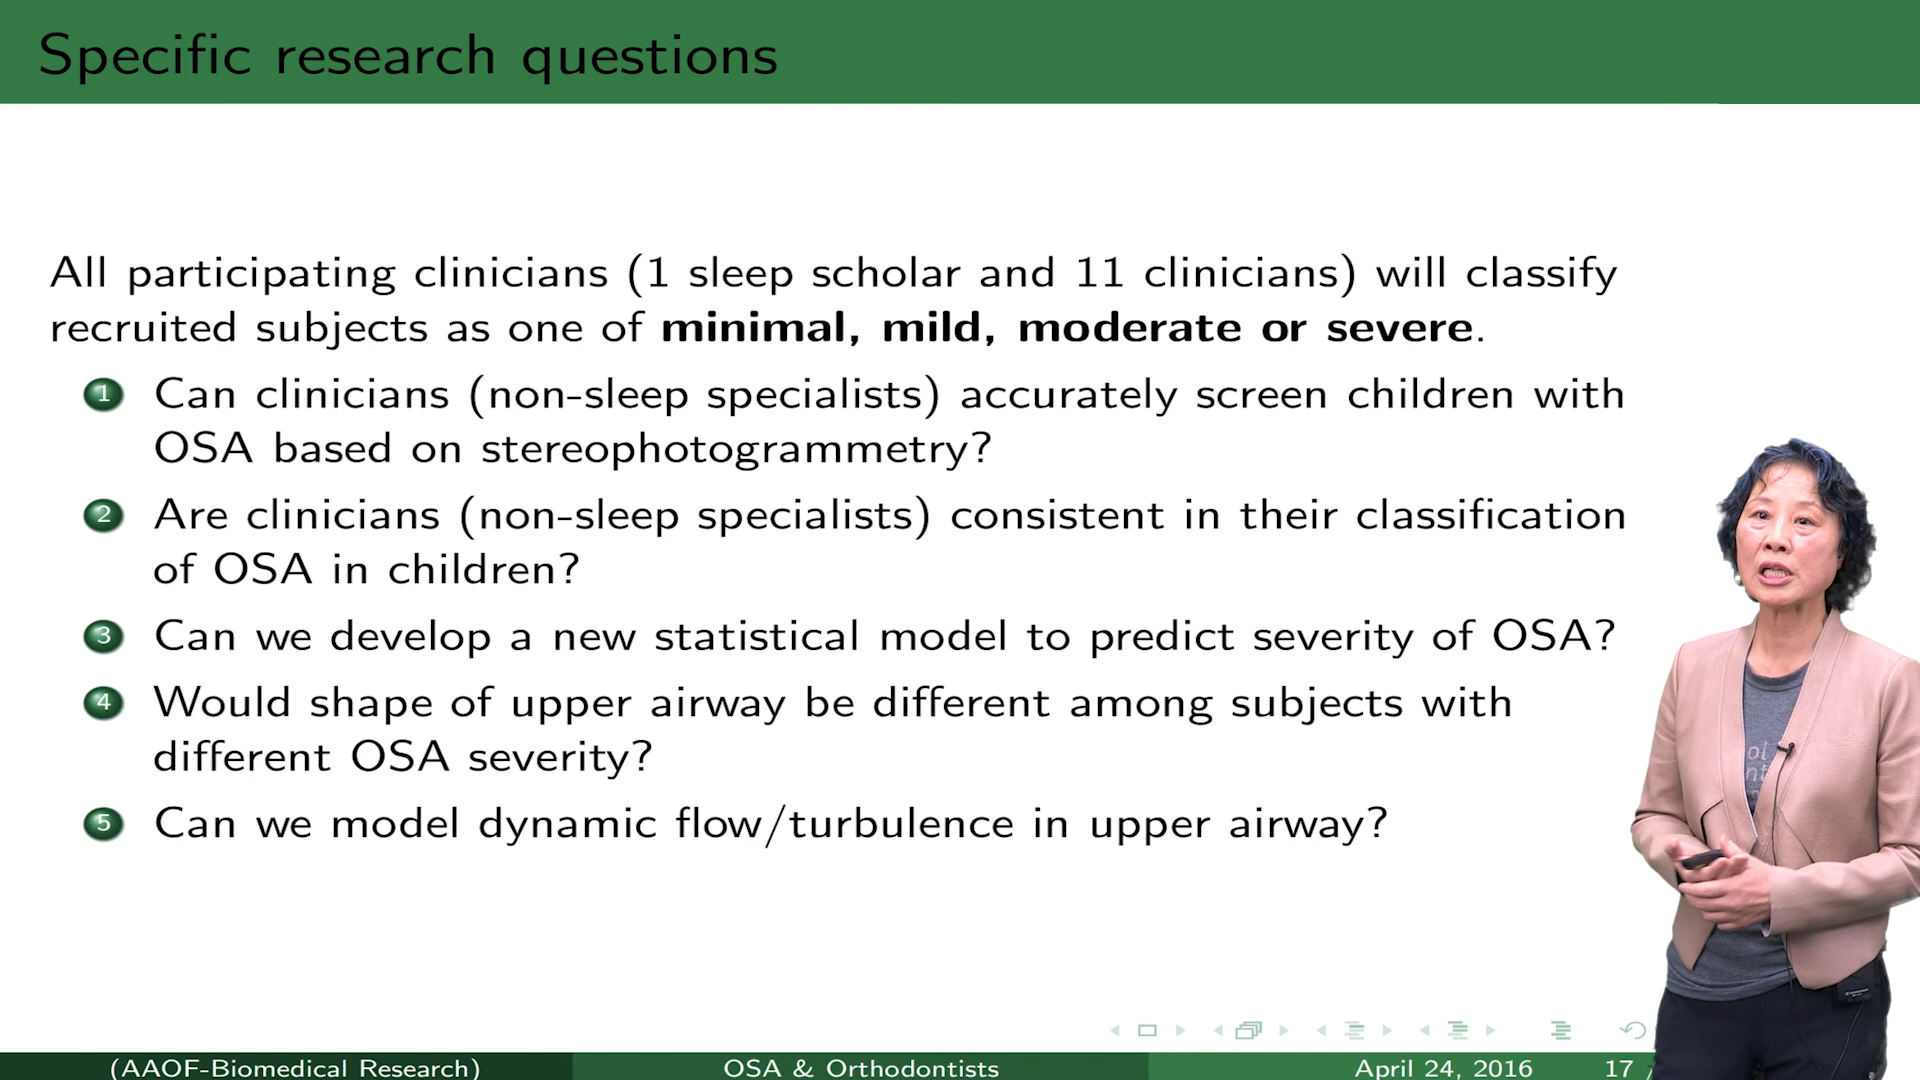 Specific research questions
All participating clinicians (1 sleep scholar and 11 clinicians) will classify
recruited subjects as one of minimal, mild, moderate or severe.
1 Can clinicians (non-sleep specialists) accurately screen children with
OSA based on stereophotogrammetry?
2 Are clinicians (non-sleep specialists) consistent in their classification
of OSA in children?
3 Can we develop a new statistical model to predict severity of OSA?
4 Would shape of upper airway be different among subjects with
different OSA severity?
5 Can we model dynamic flow/turbulence in upper airway?
(AAOF-Biomedical Research) OSA & Orthodontists April 24, 2016 17 /